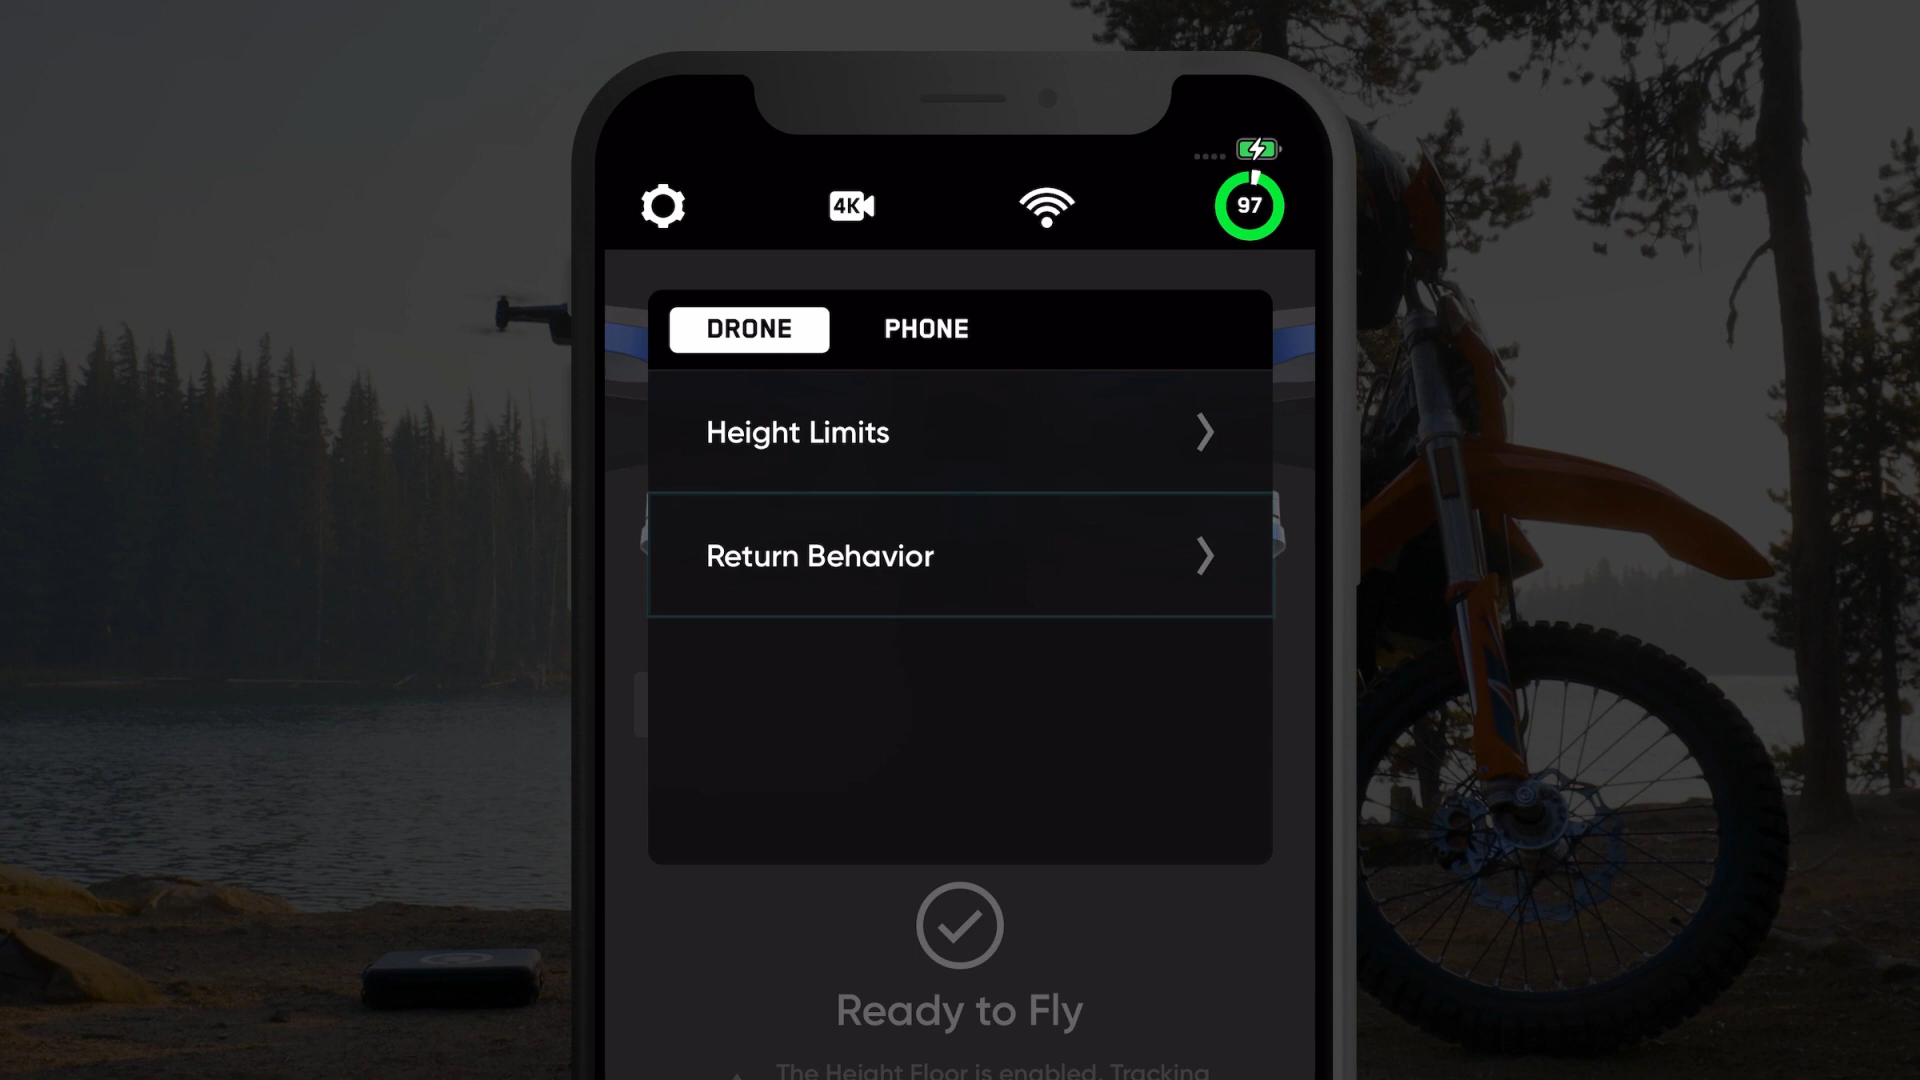 4K
97
DRONE PHONE
Height Limits
Return Behavior
Ready to Fly
The Height Floor is enabled. Tracking